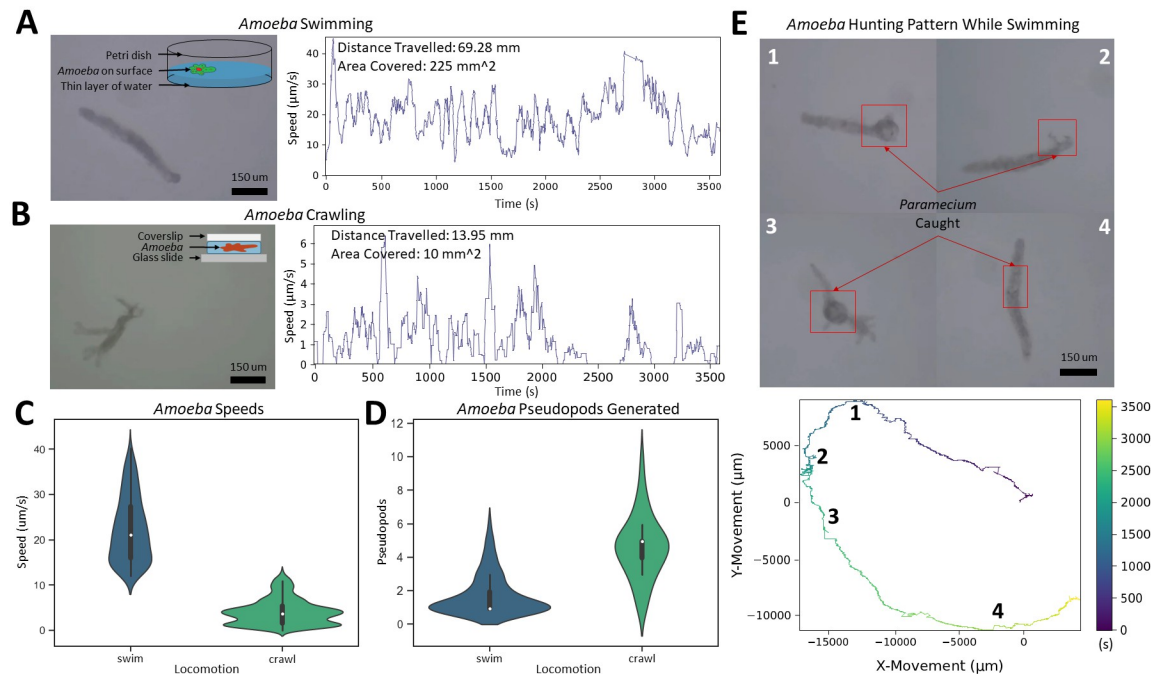 A
Amoeba Swimming
Petri dish
Amoeba on surface
Thin layer of water
150 um
Distance Travelled: 69.28 mm
Area Covered: 225 mm^2
Speed (μm/s)
40
30
20
10
0
0 500 1000 1500 2000 2500 3000 3500
Time (s)
B
Amoeba Crawling
Coverslip
Amoeba
Glass slide
150 um
Distance Travelled: 13.95 mm
Area Covered: 10 mm^2
Speed (μm/s)
6
5
4
3
2
1
0
0 500 1000 1500 2000 2500 3000 3500
Time (s)
C
Amoeba Speeds
Speed (um/s)
40
30
20
10
0
swim crawl
Locomotion
D
Amoeba Pseudopods Generated
Pseudopods
12
10
8
6
4
2
0
swim crawl
Locomotion
E
Amoeba Hunting Pattern While Swimming
1 2
Paramecium
Caught
3 4
150 um
Y-Movement (μm)
5000
0
−5000
−10000
1
2
3
4
−15000 −10000 −5000 0
X-Movement (μm)
3500
3000
2500
2000
1500
1000
500
0
(s)